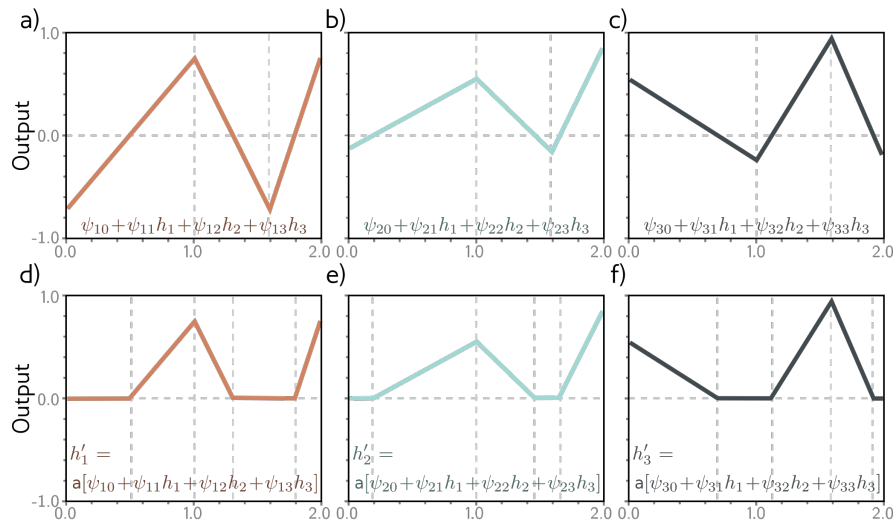 a)
b)
c)
Output
1.0
0.0
-1.0
ψ₁₀+ψ₁₁h₁+ψ₁₂h₂+ψ₁₃h₃
ψ₂₀+ψ₂₁h₁+ψ₂₂h₂+ψ₂₃h₃
ψ₃₀+ψ₃₁h₁+ψ₃₂h₂+ψ₃₃h₃
0.0 1.0 2.0
0.0 1.0 2.0
0.0 1.0 2.0
d)
e)
f)
Output
1.0
0.0
-1.0
h′₁ =
a[ψ₁₀+ψ₁₁h₁+ψ₁₂h₂+ψ₁₃h₃]
h′₂ =
a[ψ₂₀+ψ₂₁h₁+ψ₂₂h₂+ψ₂₃h₃]
h′₃ =
a[ψ₃₀+ψ₃₁h₁+ψ₃₂h₂+ψ₃₃h₃]
0.0 1.0 2.0
0.0 1.0 2.0
0.0 1.0 2.0